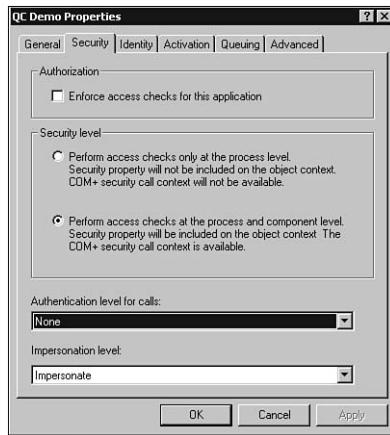 QC Demo Properties
General Security Identity Activation Queuing Advanced
Authorization
Enforce access checks for this application
Security level
Perform access checks only at the process level.
Security property will not be included on the object context.
COM+ security call context will not be available.
Perform access checks at the process and component level.
Security property will be included on the object context The
COM+ security call context is available.
Authentication level for calls:
None
Impersonation level:
Impersonate
OK Cancel Apply